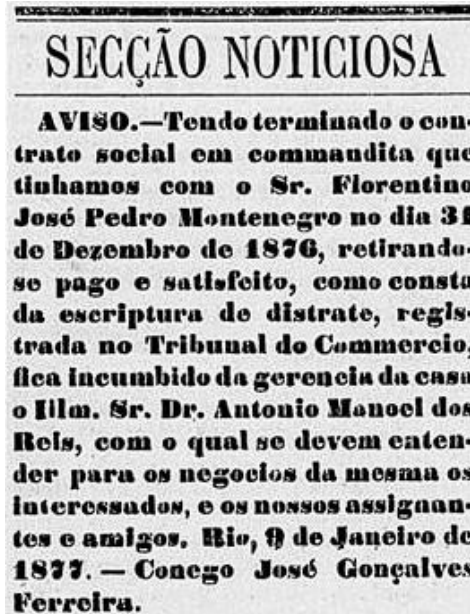 SECÇÃO NOTICIOSA
AVISO.—Tendo terminado o con-
trato social em commandita que
tinhamos com o Sr. Florentino
José Pedro Montenegro no dia 31
de Dezembro de 1876, retirando-
se pago e satisfeito, como consta
da escriptura de distrate, regis-
trada no Tribunal do Commercio,
fica incumbido da gerencia da casa
o Illm. Sr. Dr. Antonio Manoel dos
Reis, com o qual se devem enten-
der para os negocios da mesma os
interessados, e os nossos assignan-
tes e amigos. Rio, 9 de Janeiro de
1877. — Conego José Gonçalves
Ferreira.